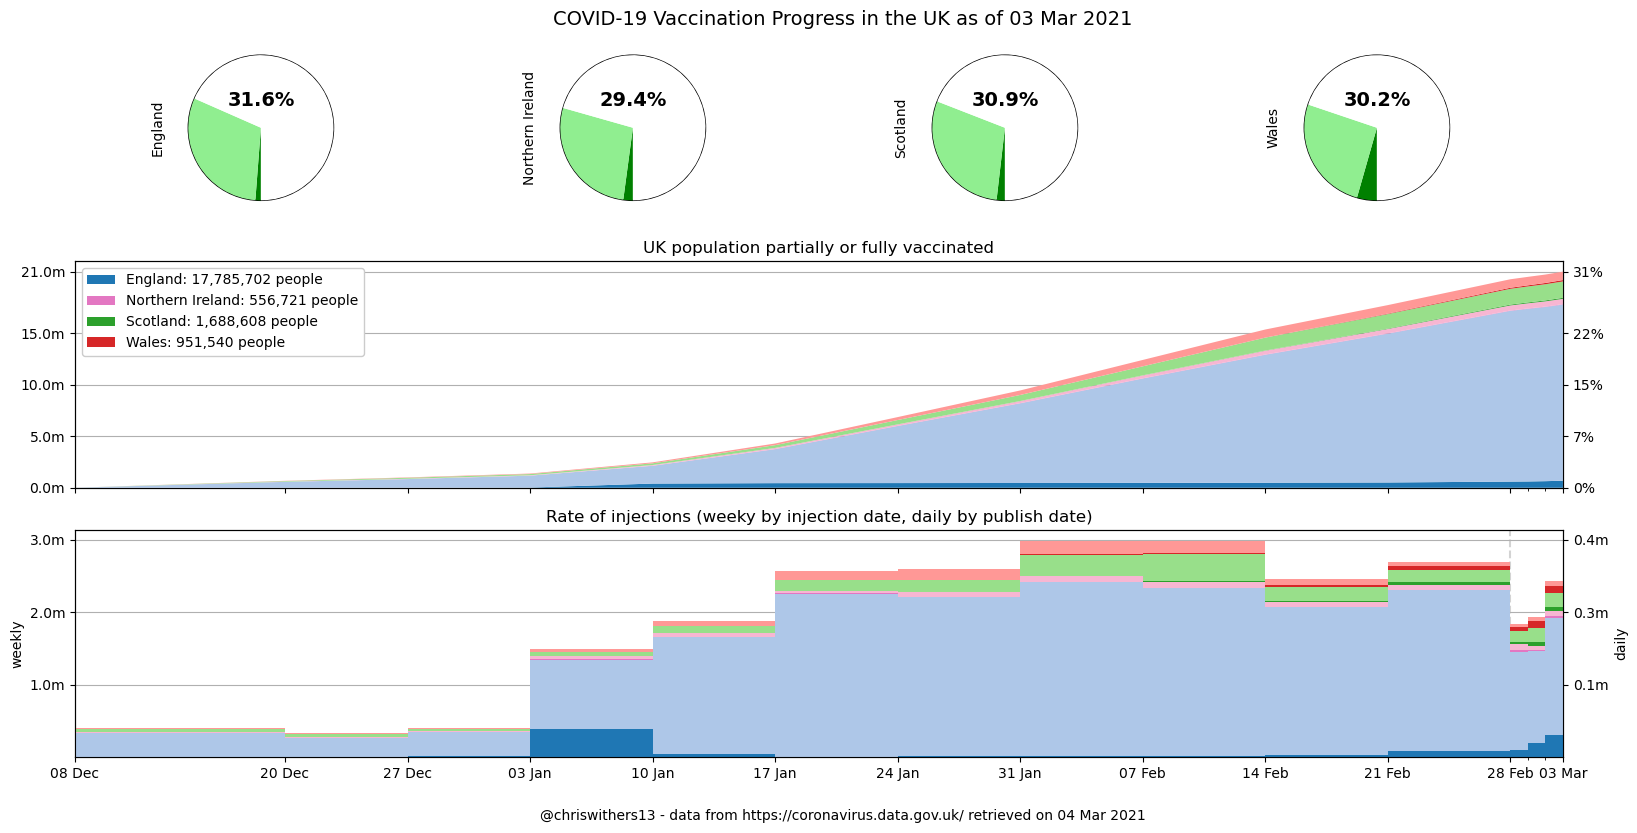 COVID-19 Vaccination Progress in the UK as of 03 Mar 2021
England
31.6%
Northern Ireland
29.4%
Scotland
30.9%
Wales
30.2%
UK population partially or fully vaccinated
England: 17,785,702 people
Northern Ireland: 556,721 people
Scotland: 1,688,608 people
Wales: 951,540 people
21.0m
15.0m
10.0m
5.0m
0.0m
31%
22%
15%
7%
0%
Rate of injections (weeky by injection date, daily by publish date)
weekly
3.0m
2.0m
1.0m
0.4m
0.3m
0.1m
daily
08 Dec
20 Dec
27 Dec
03 Jan
10 Jan
17 Jan
24 Jan
31 Jan
07 Feb
14 Feb
21 Feb
28 Feb
03 Mar
@chriswithers13 - data from https://coronavirus.data.gov.uk/ retrieved on 04 Mar 2021